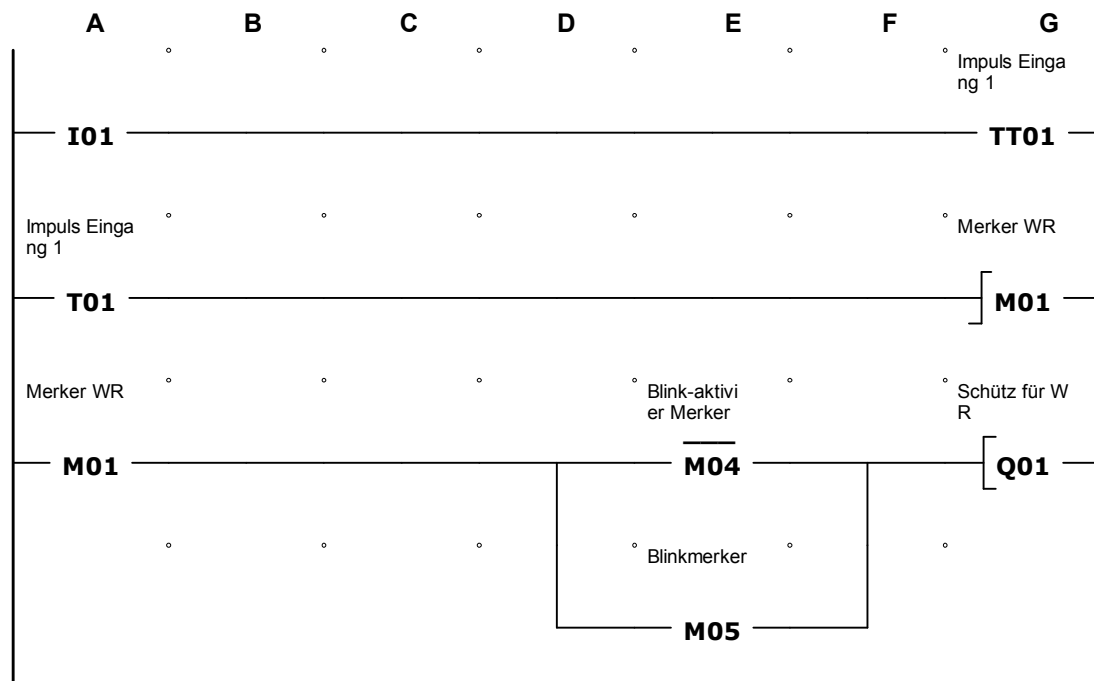 A B C D E F G
Impuls Einga
ng 1
I01 TT01
Impuls Einga
ng 1
Merker WR
T01 M01
Merker WR
Blink-aktivi
er Merker
Schütz für W
R
M01 M04 Q01
Blinkmerker
M05